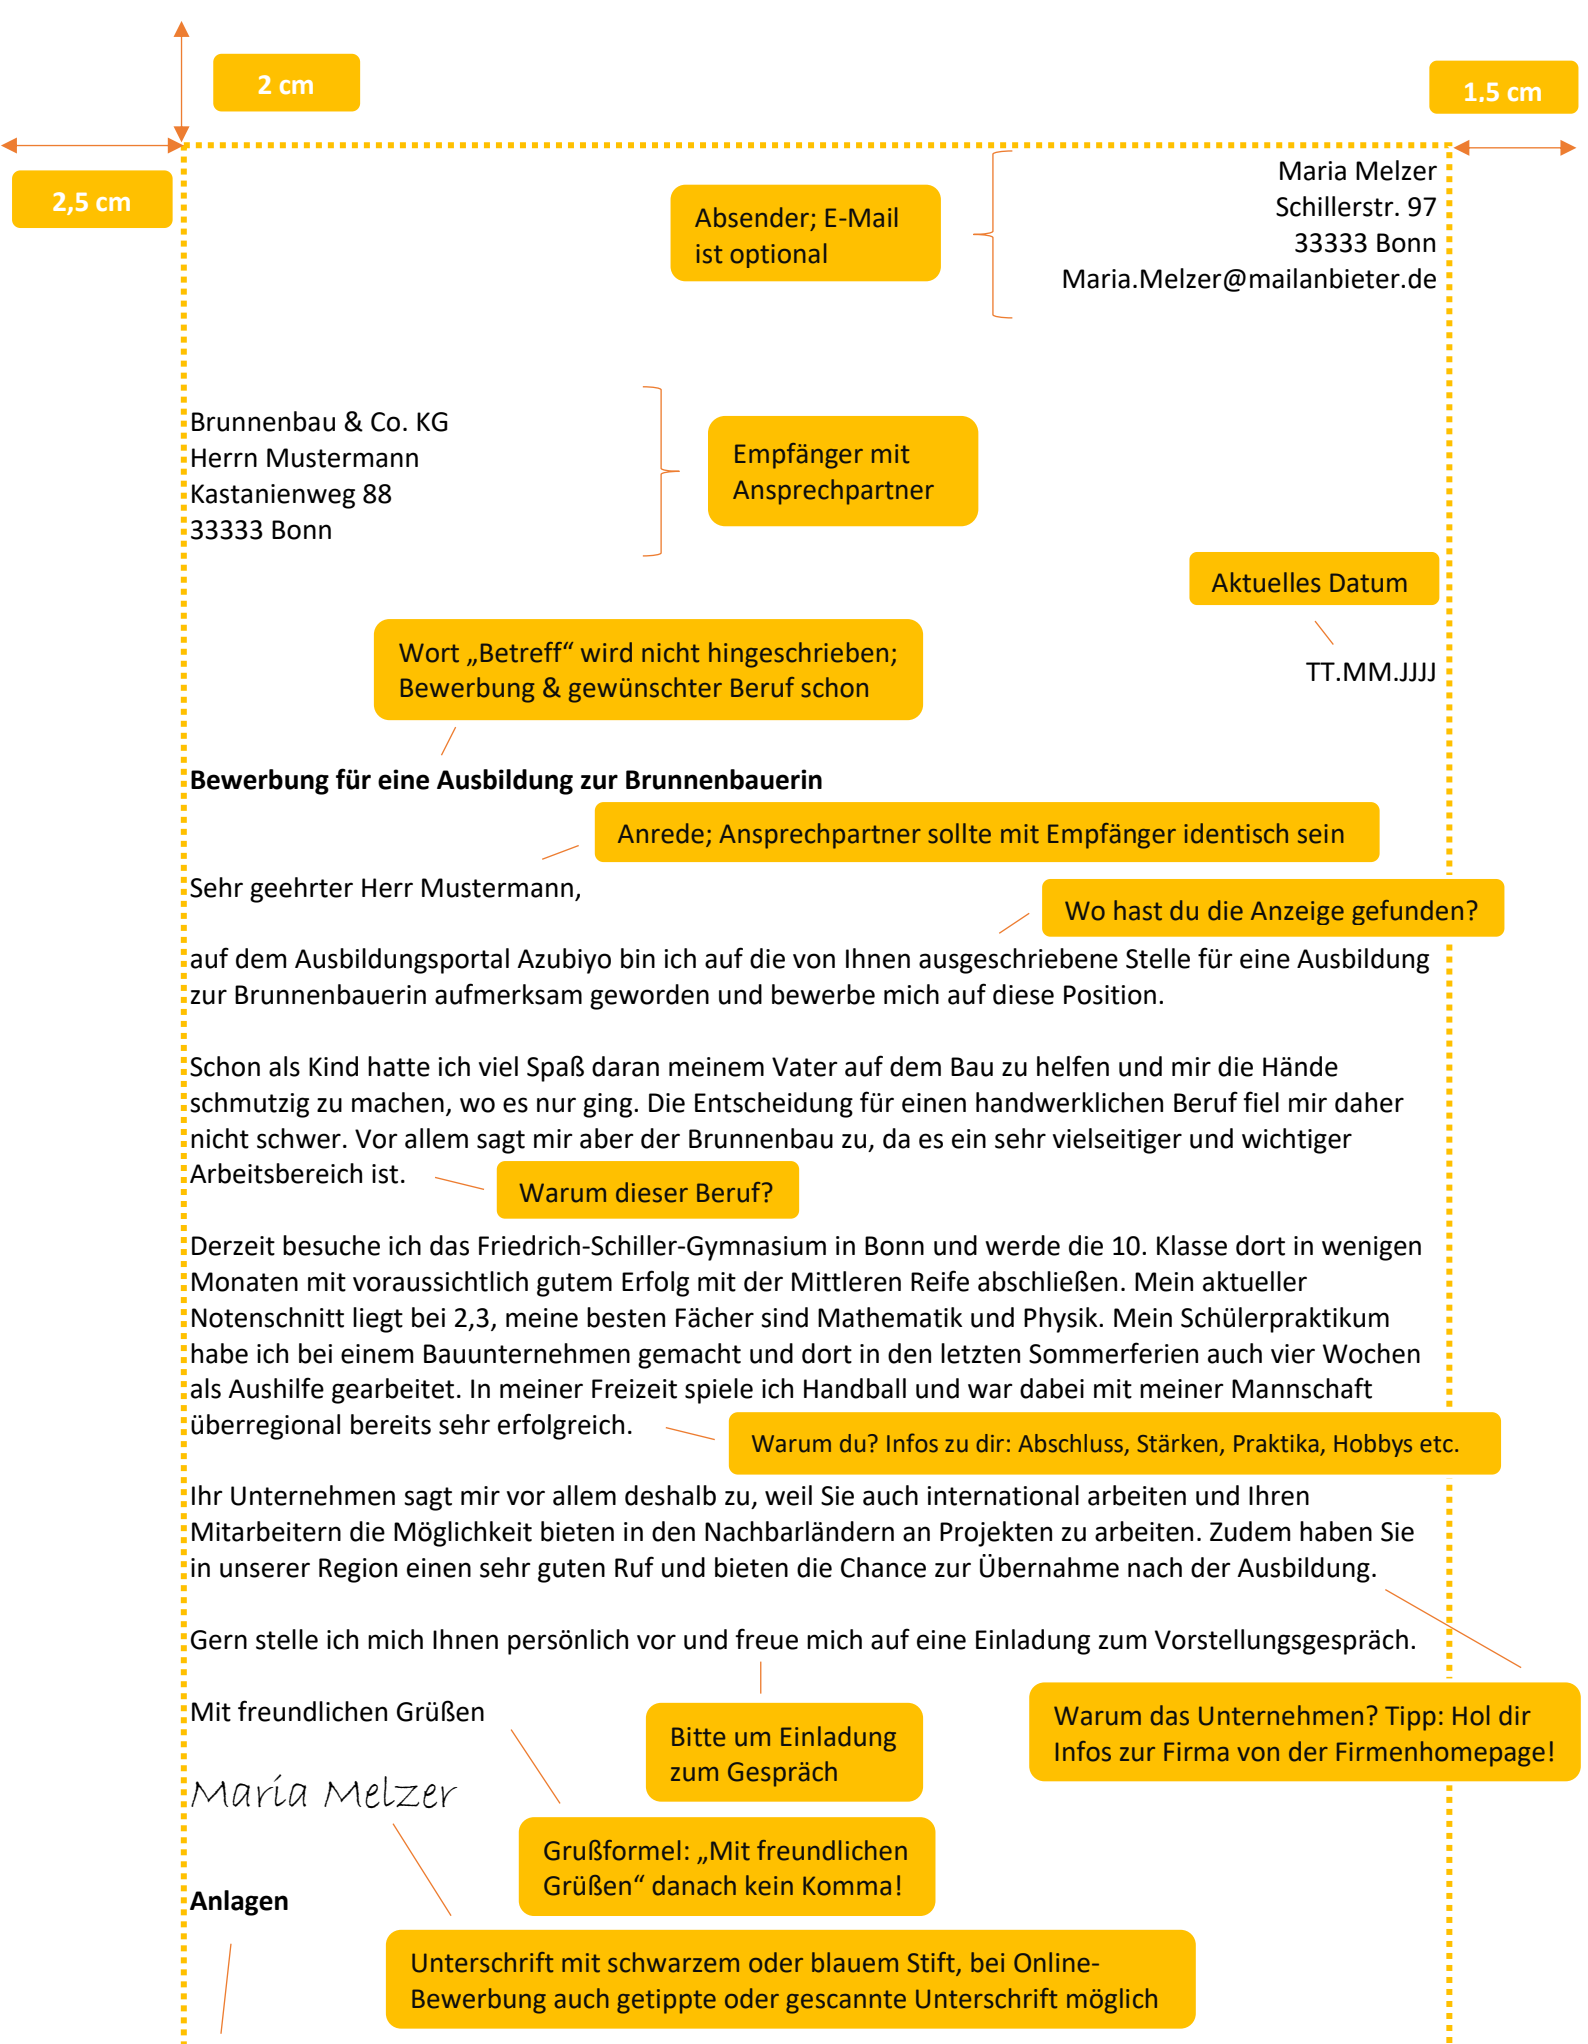 2 cm
1,5 cm
2,5 cm
Maria Melzer
Schillerstr. 97
33333 Bonn
Maria.Melzer@mailanbieter.de
Absender; E-Mail
ist optional
Brunnenbau & Co. KG
Herrn Mustermann
Kastanienweg 88
33333 Bonn
Empfänger mit
Ansprechpartner
Aktuelles Datum
TT.MM.JJJJ
Wort „Betreff“ wird nicht hingeschrieben;
Bewerbung & gewünschter Beruf schon
Bewerbung für eine Ausbildung zur Brunnenbauerin
Anrede; Ansprechpartner sollte mit Empfänger identisch sein
Sehr geehrter Herr Mustermann,
Wo hast du die Anzeige gefunden?
auf dem Ausbildungsportal Azubiyo bin ich auf die von Ihnen ausgeschriebene Stelle für eine Ausbildung
zur Brunnenbauerin aufmerksam geworden und bewerbe mich auf diese Position.
Schon als Kind hatte ich viel Spaß daran meinem Vater auf dem Bau zu helfen und mir die Hände
schmutzig zu machen, wo es nur ging. Die Entscheidung für einen handwerklichen Beruf fiel mir daher
nicht schwer. Vor allem sagt mir aber der Brunnenbau zu, da es ein sehr vielseitiger und wichtiger
Arbeitsbereich ist.
Warum dieser Beruf?
Derzeit besuche ich das Friedrich-Schiller-Gymnasium in Bonn und werde die 10. Klasse dort in wenigen
Monaten mit voraussichtlich gutem Erfolg mit der Mittleren Reife abschließen. Mein aktueller
Notenschnitt liegt bei 2,3, meine besten Fächer sind Mathematik und Physik. Mein Schülerpraktikum
habe ich bei einem Bauunternehmen gemacht und dort in den letzten Sommerferien auch vier Wochen
als Aushilfe gearbeitet. In meiner Freizeit spiele ich Handball und war dabei mit meiner Mannschaft
überregional bereits sehr erfolgreich.
Warum du? Infos zu dir: Abschluss, Stärken, Praktika, Hobbys etc.
Ihr Unternehmen sagt mir vor allem deshalb zu, weil Sie auch international arbeiten und Ihren
Mitarbeitern die Möglichkeit bieten in den Nachbarländern an Projekten zu arbeiten. Zudem haben Sie
in unserer Region einen sehr guten Ruf und bieten die Chance zur Übernahme nach der Ausbildung.
Gern stelle ich mich Ihnen persönlich vor und freue mich auf eine Einladung zum Vorstellungsgespräch.
Mit freundlichen Grüßen
Bitte um Einladung
zum Gespräch
Warum das Unternehmen? Tipp: Hol dir
Infos zur Firma von der Firmenhomepage!
Maria Melzer
Grußformel: „Mit freundlichen
Grüßen“ danach kein Komma!
Anlagen
Unterschrift mit schwarzem oder blauem Stift, bei Online-
Bewerbung auch getippte oder gescannte Unterschrift möglich